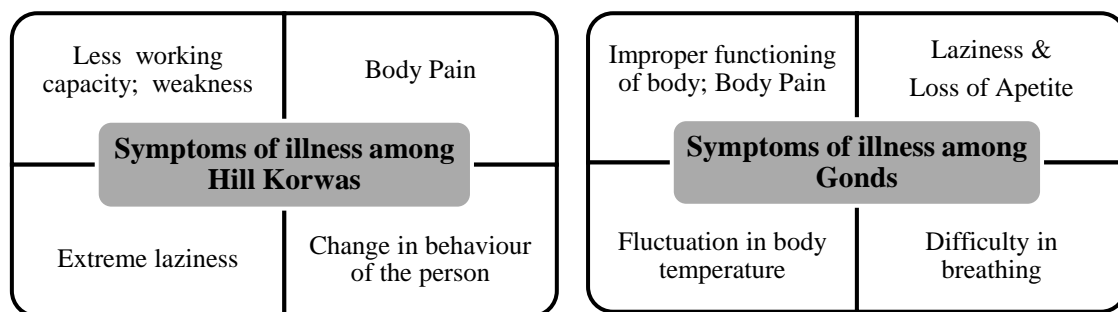 Less working
capacity; weakness
Body Pain
Symptoms of illness among
Hill Korwas
Extreme laziness
Change in behaviour
of the person
Improper functioning
of body; Body Pain
Laziness &
Loss of Apetite
Symptoms of illness among
Gonds
Fluctuation in body
temperature
Difficulty in
breathing